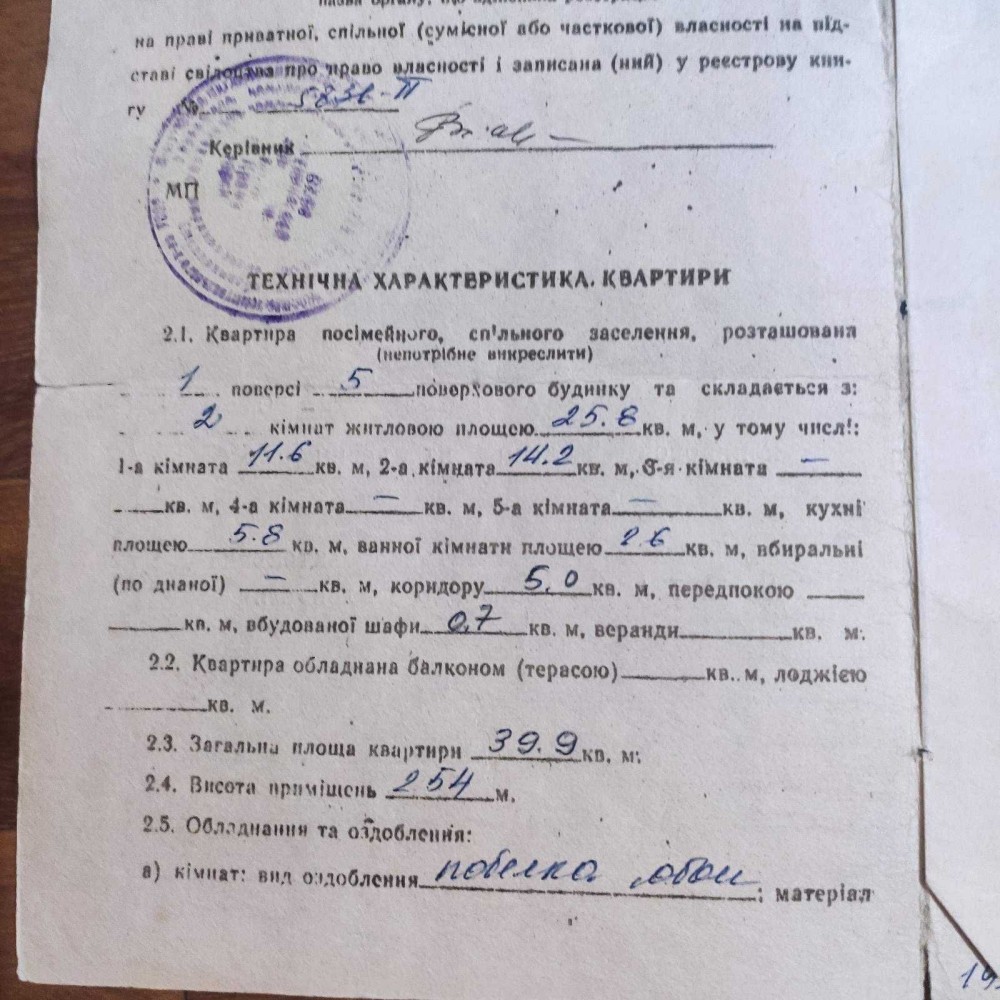 на праві приватної, спільної (сумісної або часткової) власності на під-
ставі свідоцтва про право власності і записана (ний) у реєстрову кни-
гу №
Керівник
МП
ТЕХНІЧНА ХАРАКТЕРИСТИКА КВАРТИРИ
2.1. Квартира посімейного, спільного заселення, розташована
(непотрібне викреслити)
1 поверсі 5 поверхового будинку та складається з:
2 кімнат житловою площею 25.8 кв. м, у тому числі:
1-а кімната 11.6 кв. м, 2-а кімната 14.2 кв. м, 3-я кімната —
кв. м, 4-а кімната — кв. м, 5-а кімната — кв. м, кухні
площею 5.8 кв. м, ванної кімнати площею 2.6 кв. м, вбиральні
(по днаної) — кв. м, коридору 5,0 кв. м, передпокою
кв. м, вбудованої шафи 0,7 кв. м, веранди кв. м.
2.2. Квартира обладнана балконом (терасою) кв. м, лоджією
кв. м.
2.3. Загальна площа квартири 39.9 кв. м.
2.4. Висота приміщень 254 м.
2.5. Обладнання та оздоблення:
а) кімнат: вид оздоблення побелка обои; матеріал